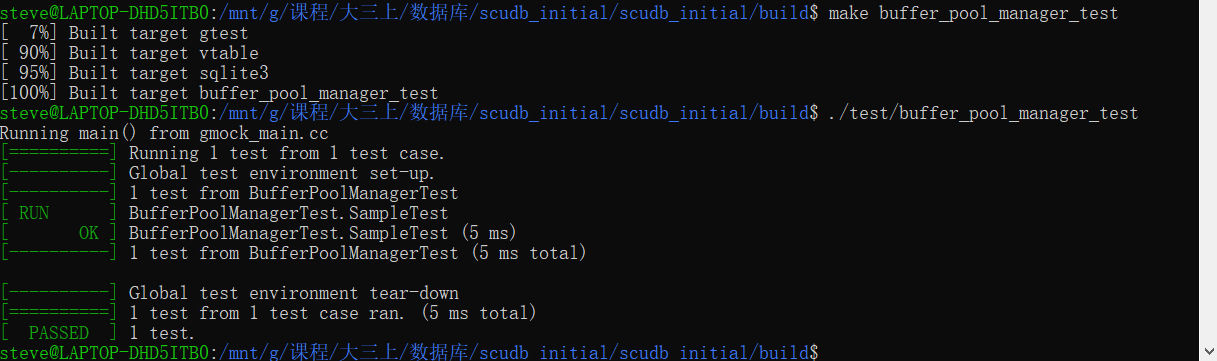 steve@LAPTOP-DHD5ITB0:/mnt/g/课程/大三上/数据库/scudb_initial/scudb_initial/build$ make buffer_pool_manager_test
[  7%] Built target gtest
[ 90%] Built target vtable
[ 95%] Built target sqlite3
[100%] Built target buffer_pool_manager_test
steve@LAPTOP-DHD5ITB0:/mnt/g/课程/大三上/数据库/scudb_initial/scudb_initial/build$ ./test/buffer_pool_manager_test
Running main() from gmock_main.cc
[==========] Running 1 test from 1 test case.
[----------] Global test environment set-up.
[----------] 1 test from BufferPoolManagerTest
[ RUN      ] BufferPoolManagerTest.SampleTest
[       OK ] BufferPoolManagerTest.SampleTest (5 ms)
[----------] 1 test from BufferPoolManagerTest (5 ms total)

[----------] Global test environment tear-down
[==========] 1 test from 1 test case ran. (5 ms total)
[  PASSED  ] 1 test.
steve@LAPTOP-DHD5ITB0:/mnt/g/课程/大三上/数据库/scudb_initial/scudb_initial/build$